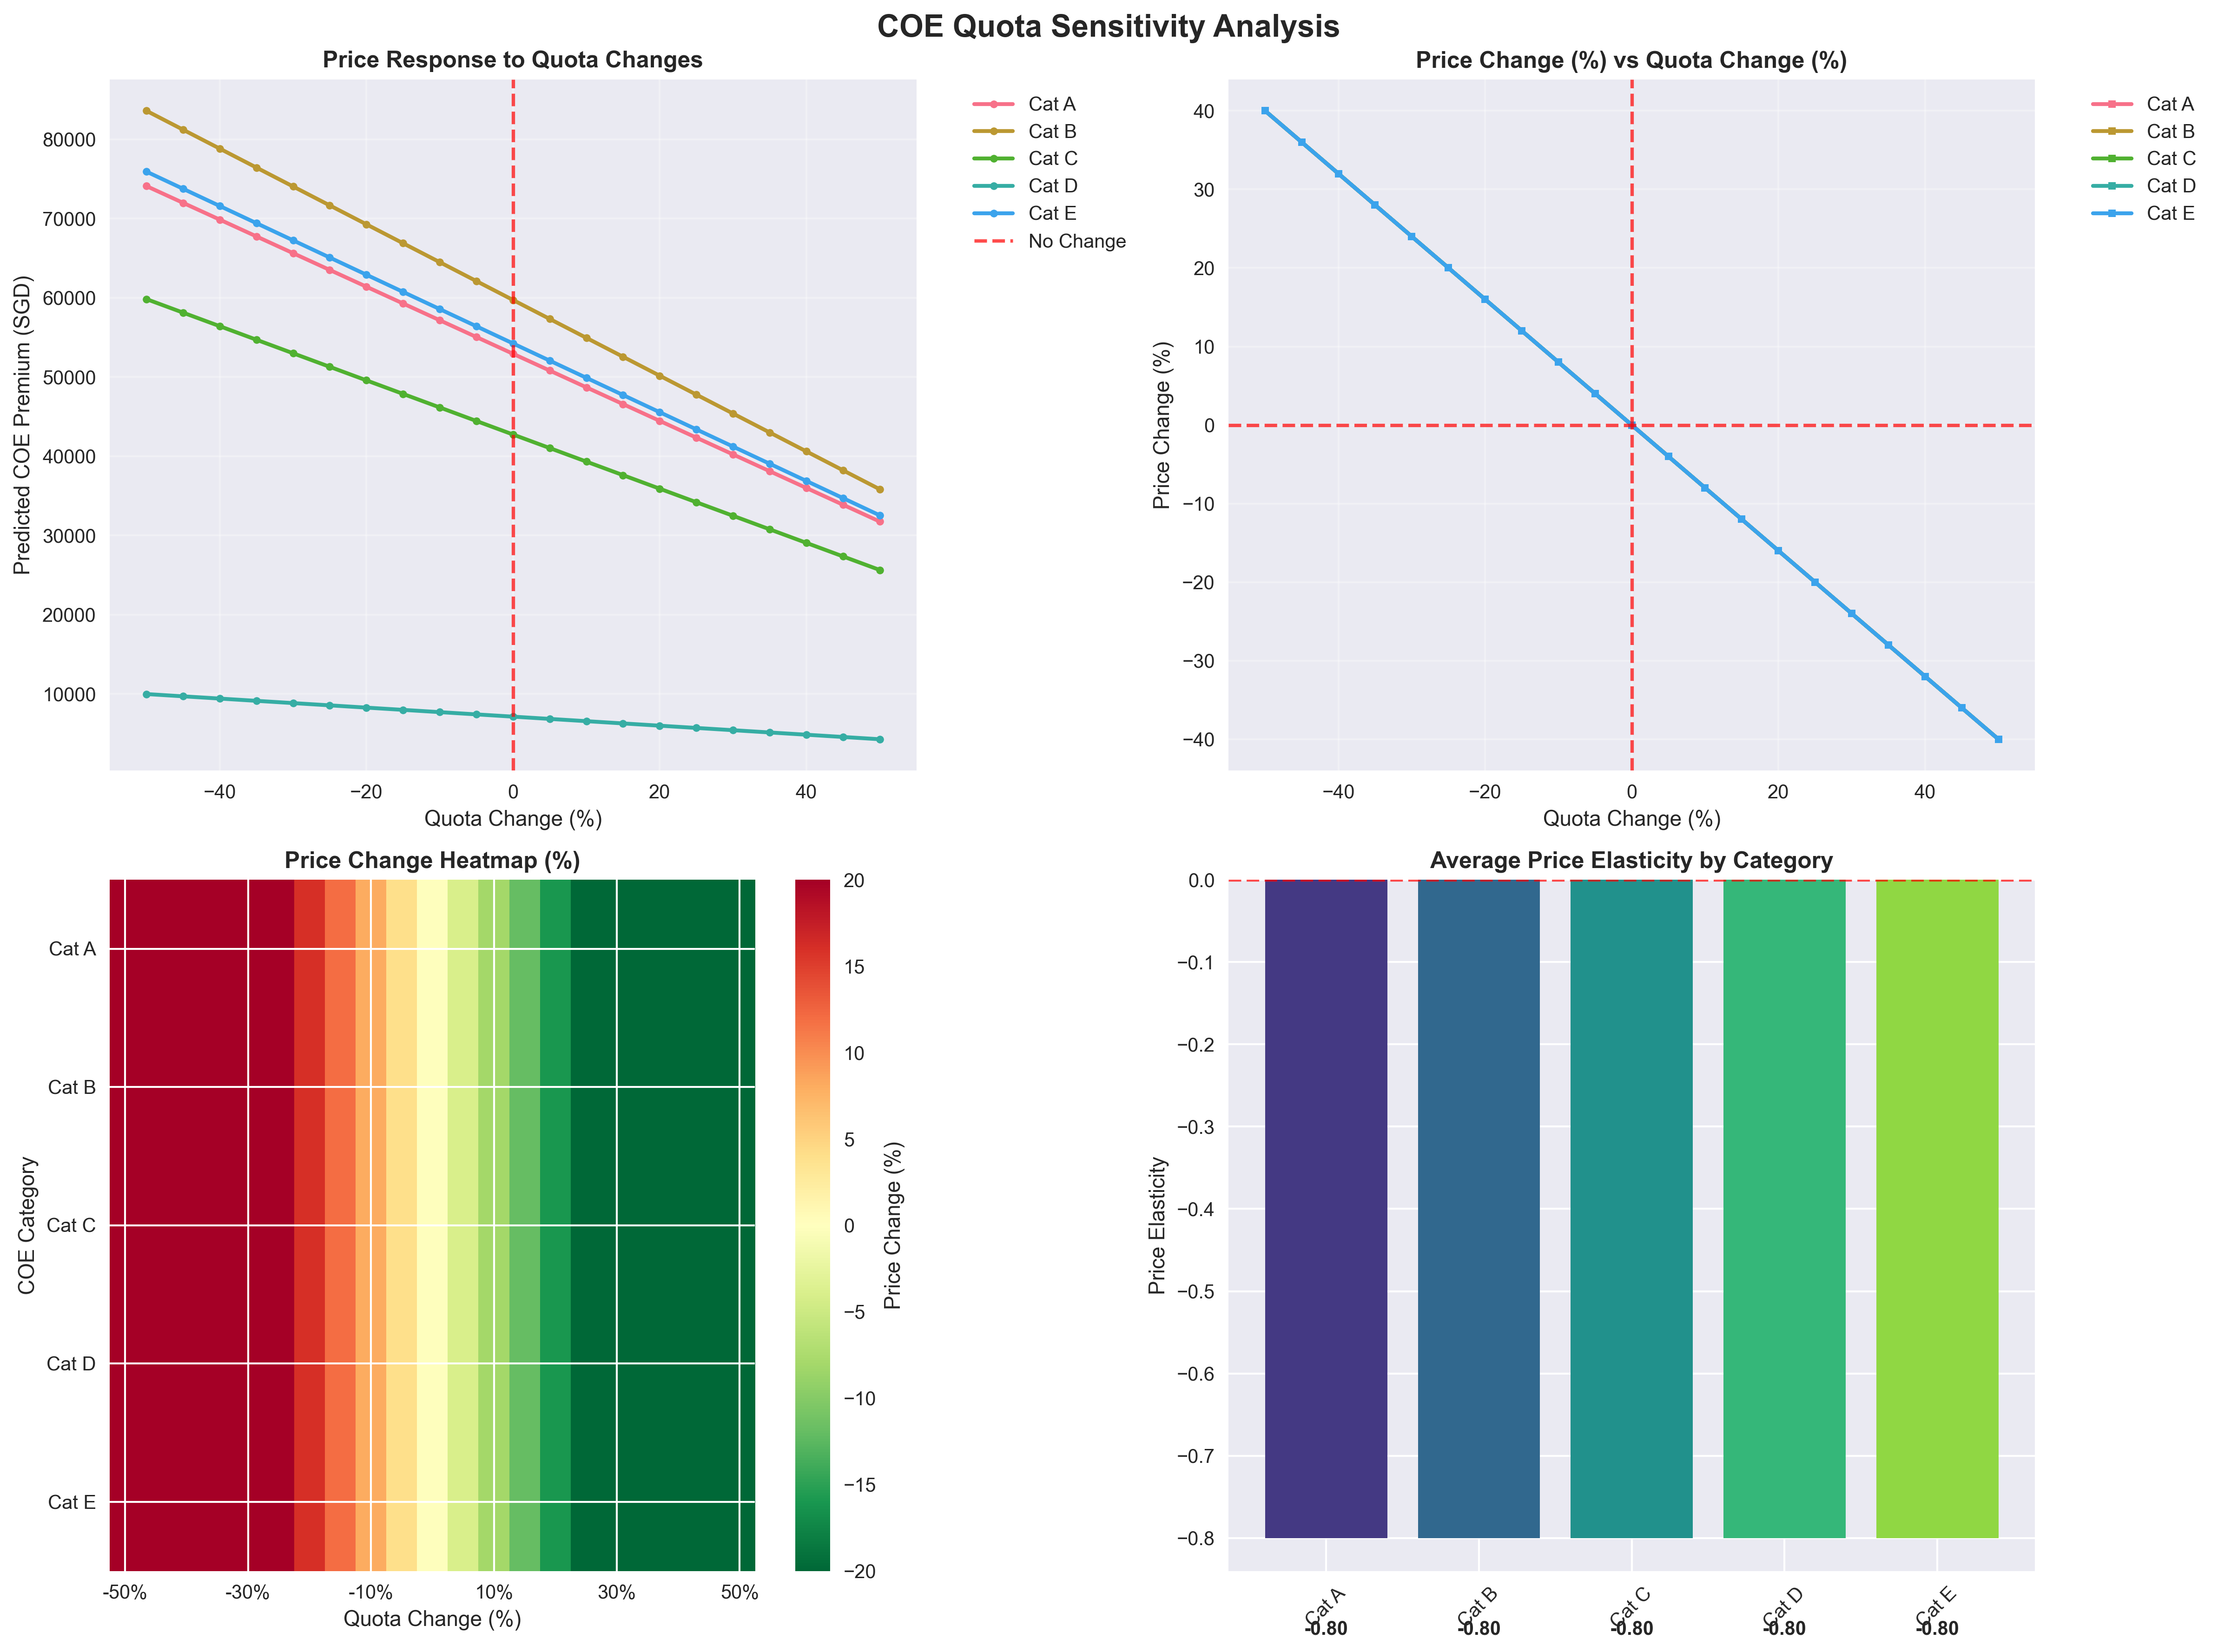 COE Quota Sensitivity Analysis
Price Response to Quota Changes
80000
70000
60000
50000
40000
30000
20000
10000
Predicted COE Premium (SGD)
−40
−20
0
20
40
Quota Change (%)
Cat A
Cat B
Cat C
Cat D
Cat E
No Change
Price Change (%) vs Quota Change (%)
40
30
20
10
0
−10
−20
−30
−40
Price Change (%)
−40
−20
0
20
40
Quota Change (%)
Cat A
Cat B
Cat C
Cat D
Cat E
Price Change Heatmap (%)
Cat A
Cat B
Cat C
Cat D
Cat E
COE Category
-50%
-30%
-10%
10%
30%
50%
Quota Change (%)
20
15
10
5
0
−5
−10
−15
−20
Price Change (%)
Average Price Elasticity by Category
0.0
−0.1
−0.2
−0.3
−0.4
−0.5
−0.6
−0.7
−0.8
Price Elasticity
Cat A
Cat B
Cat C
Cat D
Cat E
-0.80
-0.80
-0.80
-0.80
-0.80